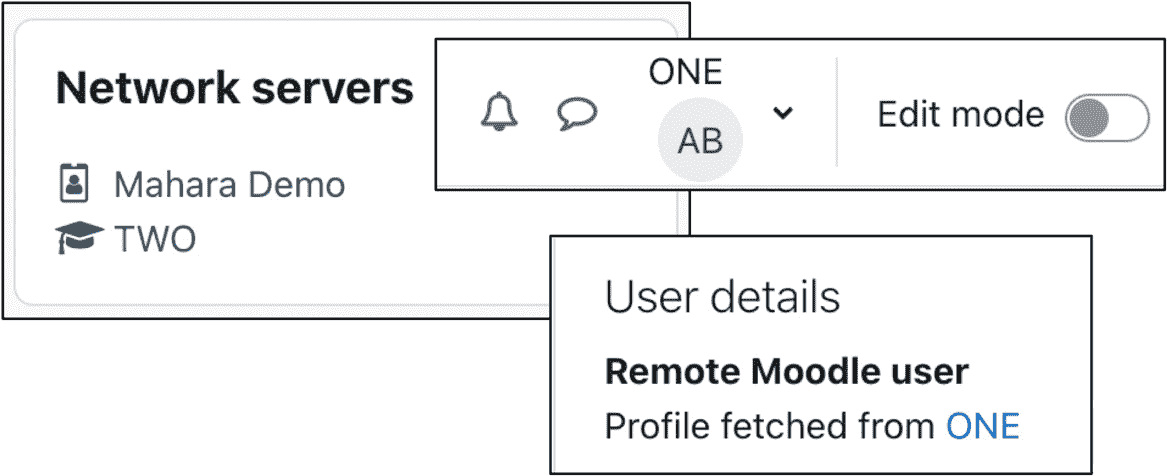 Network servers
Mahara Demo
TWO
ONE
AB
Edit mode
User details
Remote Moodle user
Profile fetched from ONE